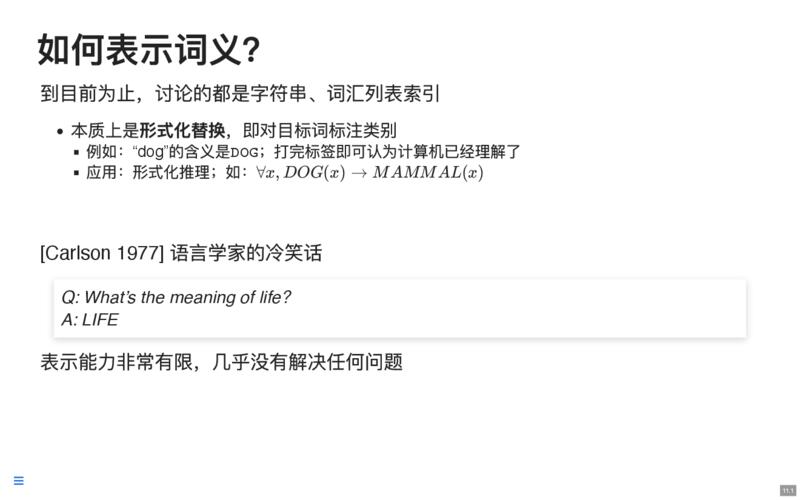 如何表示词义?
到目前为止，讨论的都是字符串、词汇列表索引
• 本质上是形式化替换，即对目标词标注类别
▪ 例如：“dog”的含义是DOG；打完标签即可认为计算机已经理解了
▪ 应用：形式化推理；如：∀x, DOG(x) → MAMMAL(x)
[Carlson 1977] 语言学家的冷笑话
Q: What's the meaning of life?
A: LIFE
表示能力非常有限，几乎没有解决任何问题
11.1